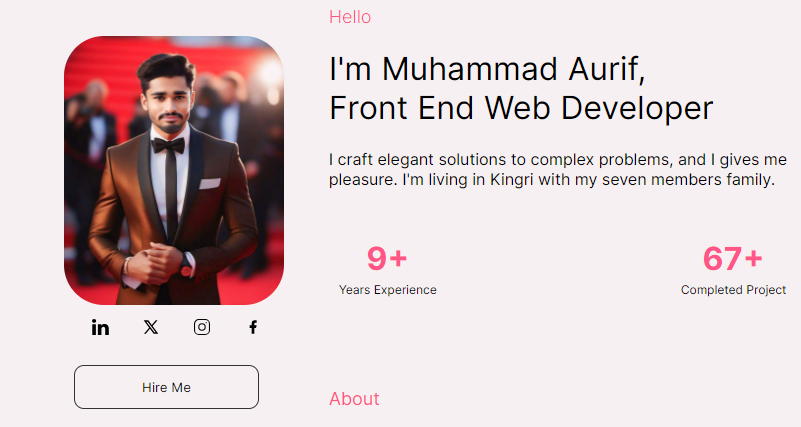 Hello
I'm Muhammad Aurif,
Front End Web Developer
I craft elegant solutions to complex problems, and I gives me
pleasure. I'm living in Kingri with my seven members family.
9+
67+
Years Experience
Completed Project
Hire Me
About